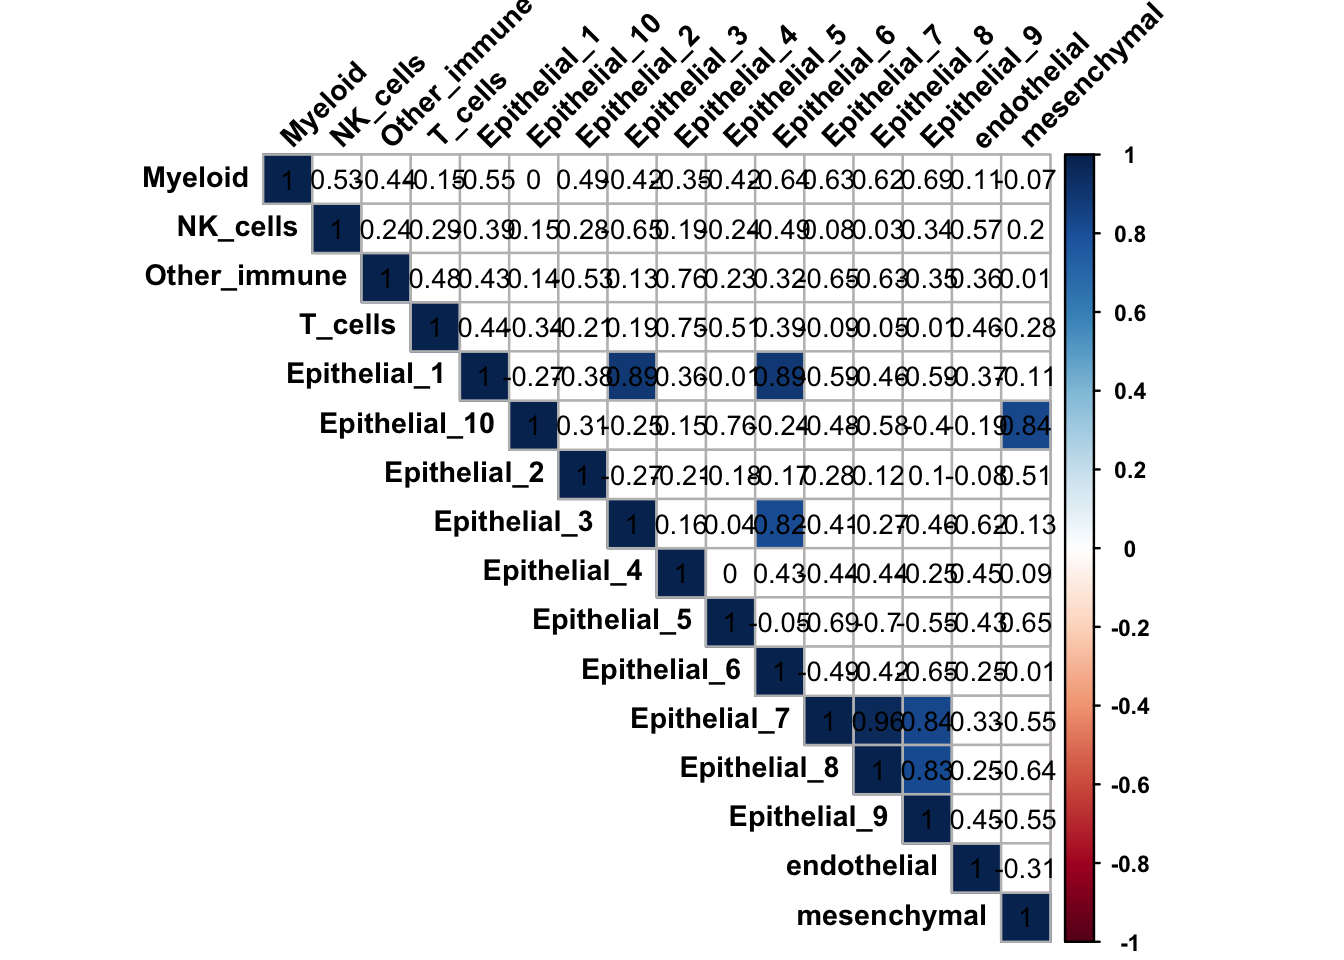 Myeloid
NK_cells
Other_immune
T_cells
Epithelial_1
Epithelial_10
Epithelial_2
Epithelial_3
Epithelial_4
Epithelial_5
Epithelial_6
Epithelial_7
Epithelial_8
Epithelial_9
endothelial
mesenchymal
Myeloid 1 0.53 -0.44 -0.15 -0.55 0 0.49 -0.42 -0.35 -0.42 -0.64 0.63 0.62 0.69 0.11 -0.07
NK_cells 1 0.24 0.29 -0.39 0.15 0.28 -0.65 0.19 -0.24 -0.49 0.08 0.03 0.34 0.57 0.2
Other_immune 1 0.48 0.43 0.14 -0.53 0.13 0.76 0.23 0.32 -0.65 -0.63 -0.35 0.36 0.01
T_cells 1 0.44 -0.34 -0.21 0.19 0.75 -0.51 0.39 -0.09 -0.05 -0.01 0.46 -0.28
Epithelial_1 1 -0.27 -0.38 0.89 0.36 -0.01 0.89 -0.59 -0.46 -0.59 -0.37 -0.11
Epithelial_10 1 0.31 -0.25 0.15 0.76 -0.24 -0.48 -0.58 -0.4 -0.19 0.84
Epithelial_2 1 -0.27 -0.21 -0.18 -0.17 0.28 0.12 0.1 -0.08 0.51
Epithelial_3 1 0.16 0.04 0.82 -0.41 -0.27 -0.46 -0.62 -0.13
Epithelial_4 1 0 0.43 -0.44 -0.44 -0.25 0.45 0.09
Epithelial_5 1 -0.05 -0.69 -0.7 -0.55 -0.43 0.65
Epithelial_6 1 -0.49 -0.42 -0.65 -0.25 -0.01
Epithelial_7 1 0.96 0.84 0.33 -0.55
Epithelial_8 1 0.83 0.25 -0.64
Epithelial_9 1 0.45 -0.55
endothelial 1 -0.31
mesenchymal 1
1
0.8
0.6
0.4
0.2
0
-0.2
-0.4
-0.6
-0.8
-1